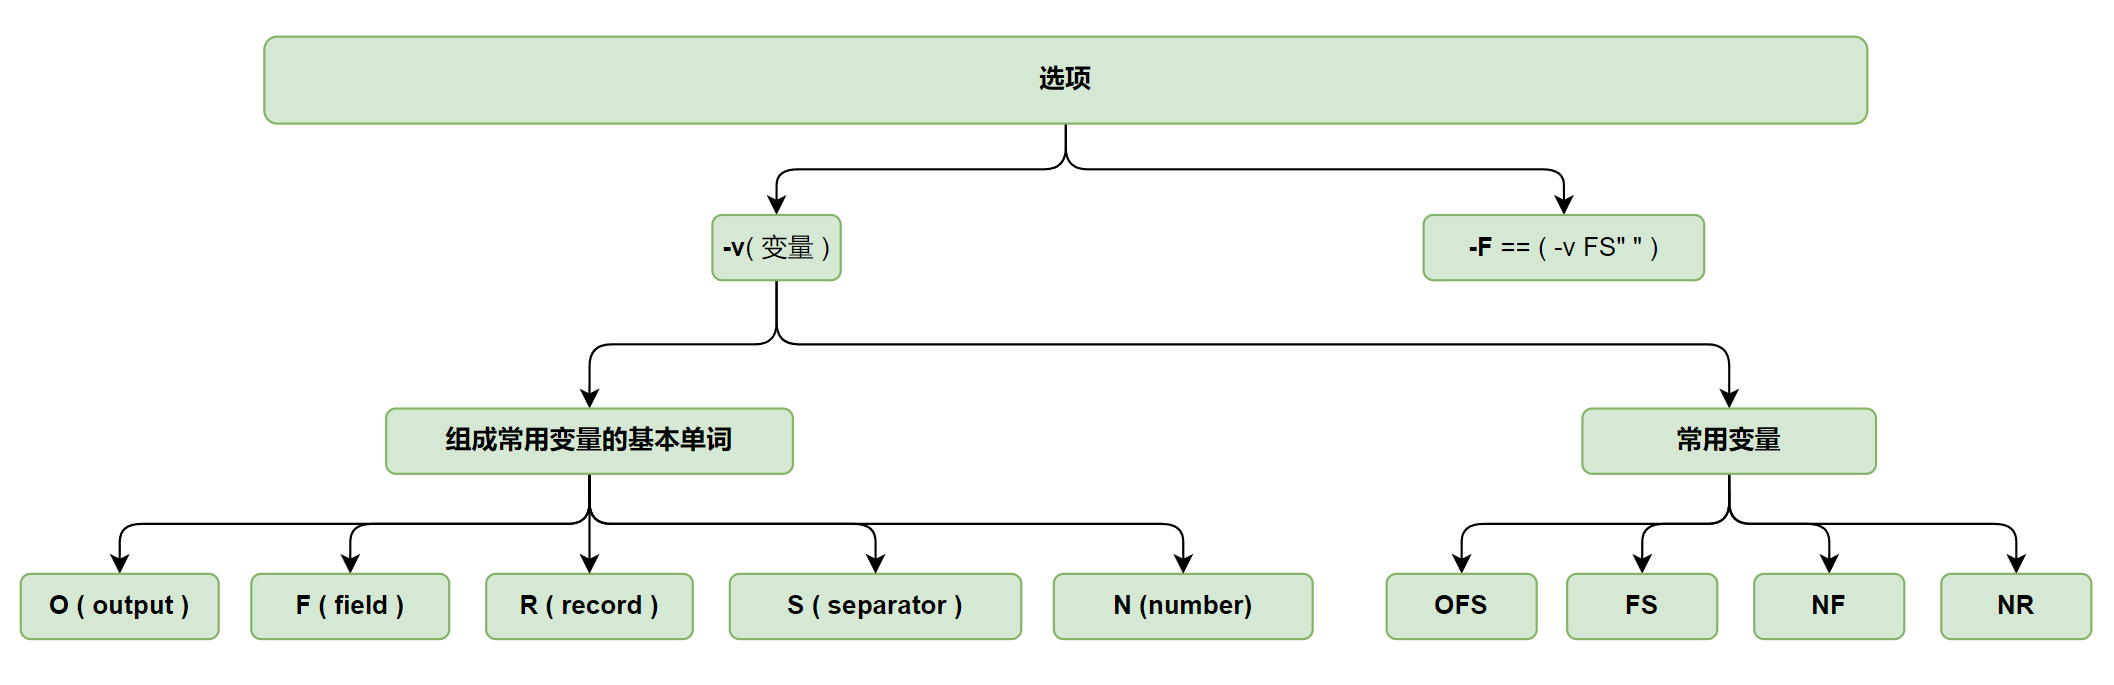 选项
-v( 变量 )
-F == ( -v FS" " )
组成常用变量的基本单词
常用变量
O ( output )
F ( field )
R ( record )
S ( separator )
N (number)
OFS
FS
NF
NR